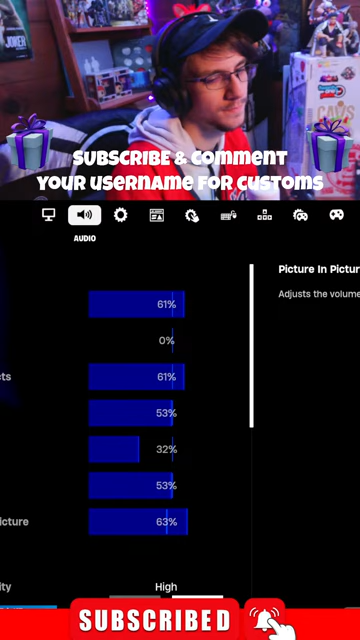 JOKER
SUBSCRIBE & COMMENT
YOUR USERNAME FOR CUSTOMS
AUDIO
Picture In Pictur
Adjusts the volume
61%
0%
cts
61%
53%
32%
53%
icture
63%
ity
High
SUBSCRIBED